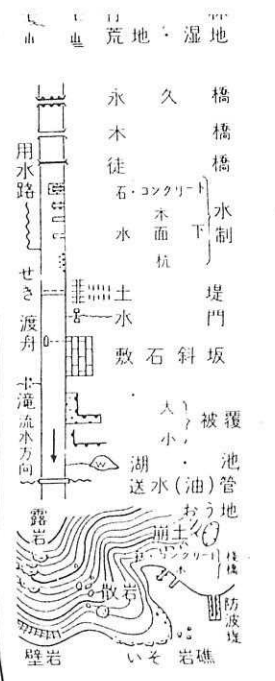 荒地・湿地
永久橋
木橋
徒橋
用水路
石・コンクリート
木
水面下
杭
水制
せき
土堤
水門
渡舟
敷石斜坂
滝
大
小
被覆
流水方向
湖・池
送水(油)管
おう地
露岩
崩土
コンクリート
木
桟橋
散岩
防波堤
壁岩
いそ
岩礁